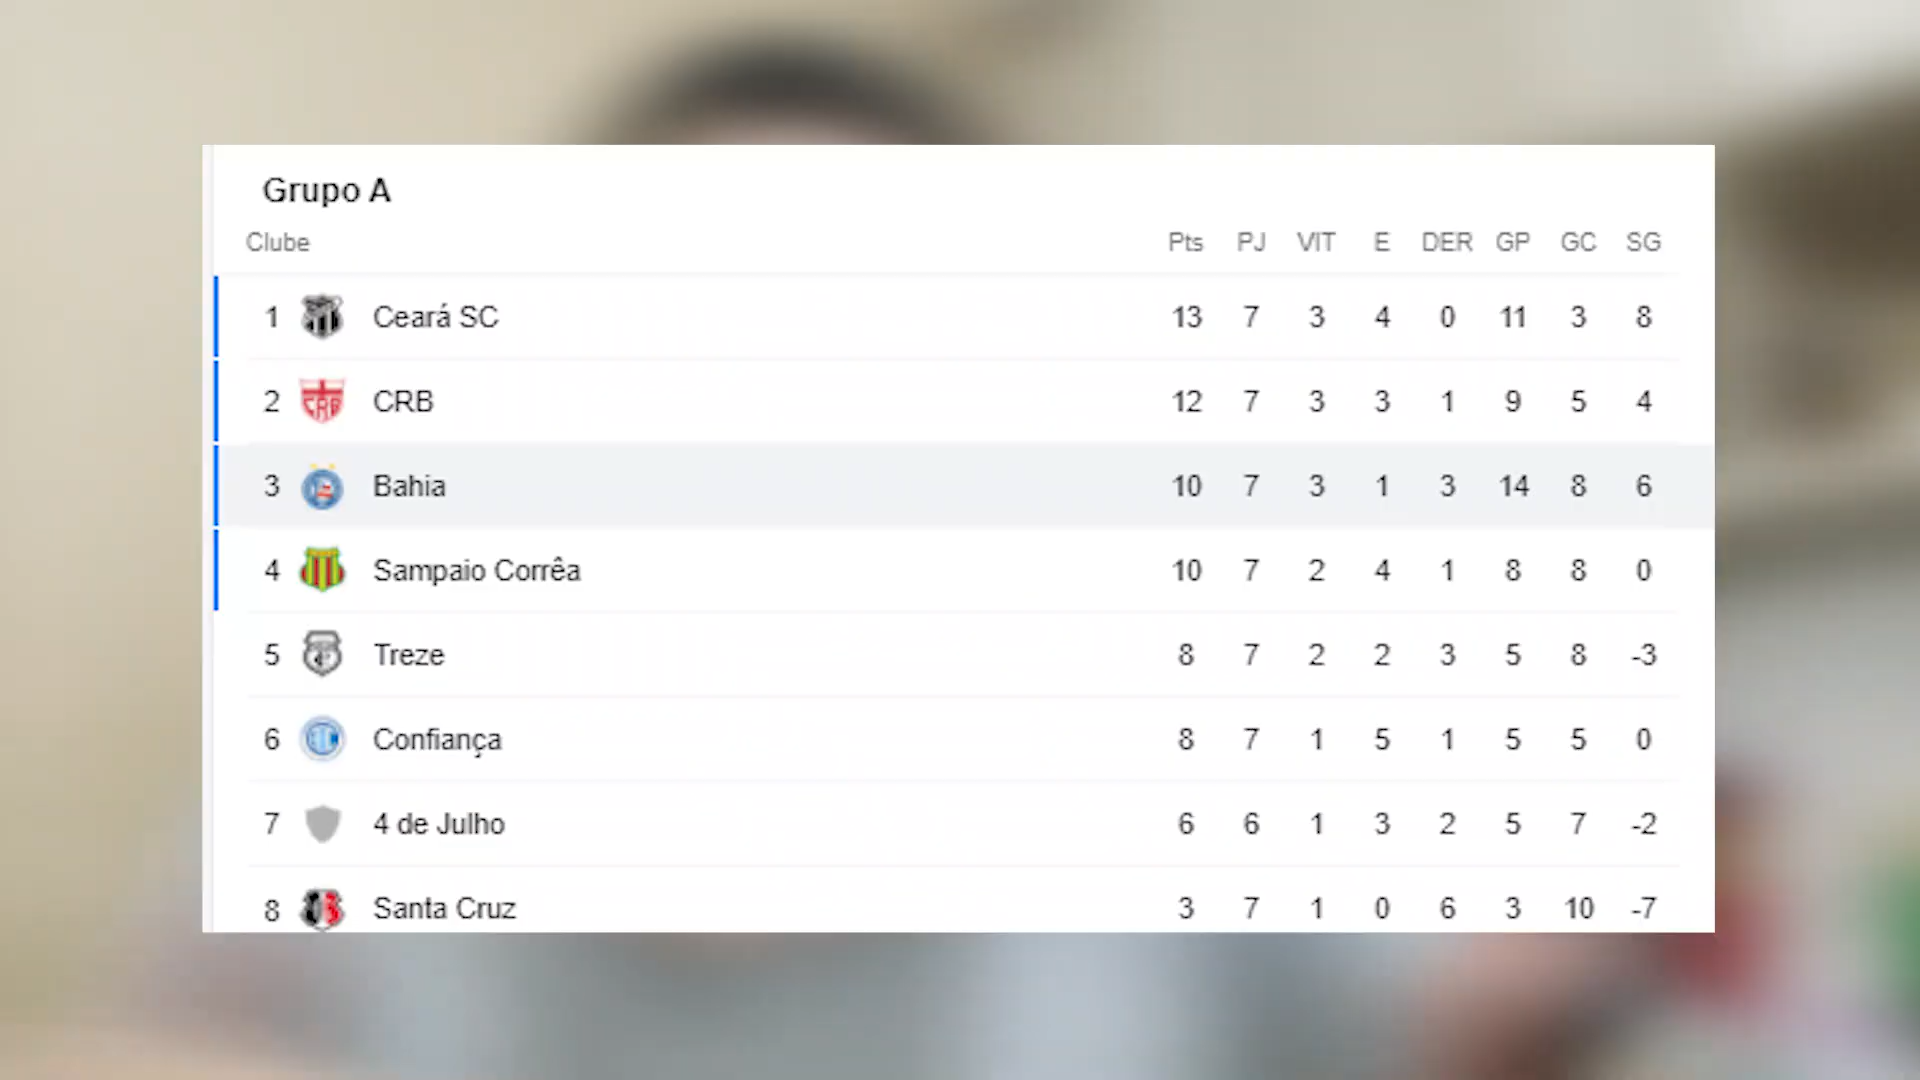 Grupo A
Clube Pts PJ VIT E DER GP GC SG
1 Ceará SC 13 7 3 4 0 11 3 8
2 CRB CRB 12 7 3 3 1 9 5 4
3 Bahia 10 7 3 1 3 14 8 6
4 Sampaio Corrêa 10 7 2 4 1 8 8 0
5 Treze 8 7 2 2 3 5 8 -3
6 Confiança 8 7 1 5 1 5 5 0
7 4 de Julho 6 6 1 3 2 5 7 -2
8 Santa Cruz 3 7 1 0 6 3 10 -7